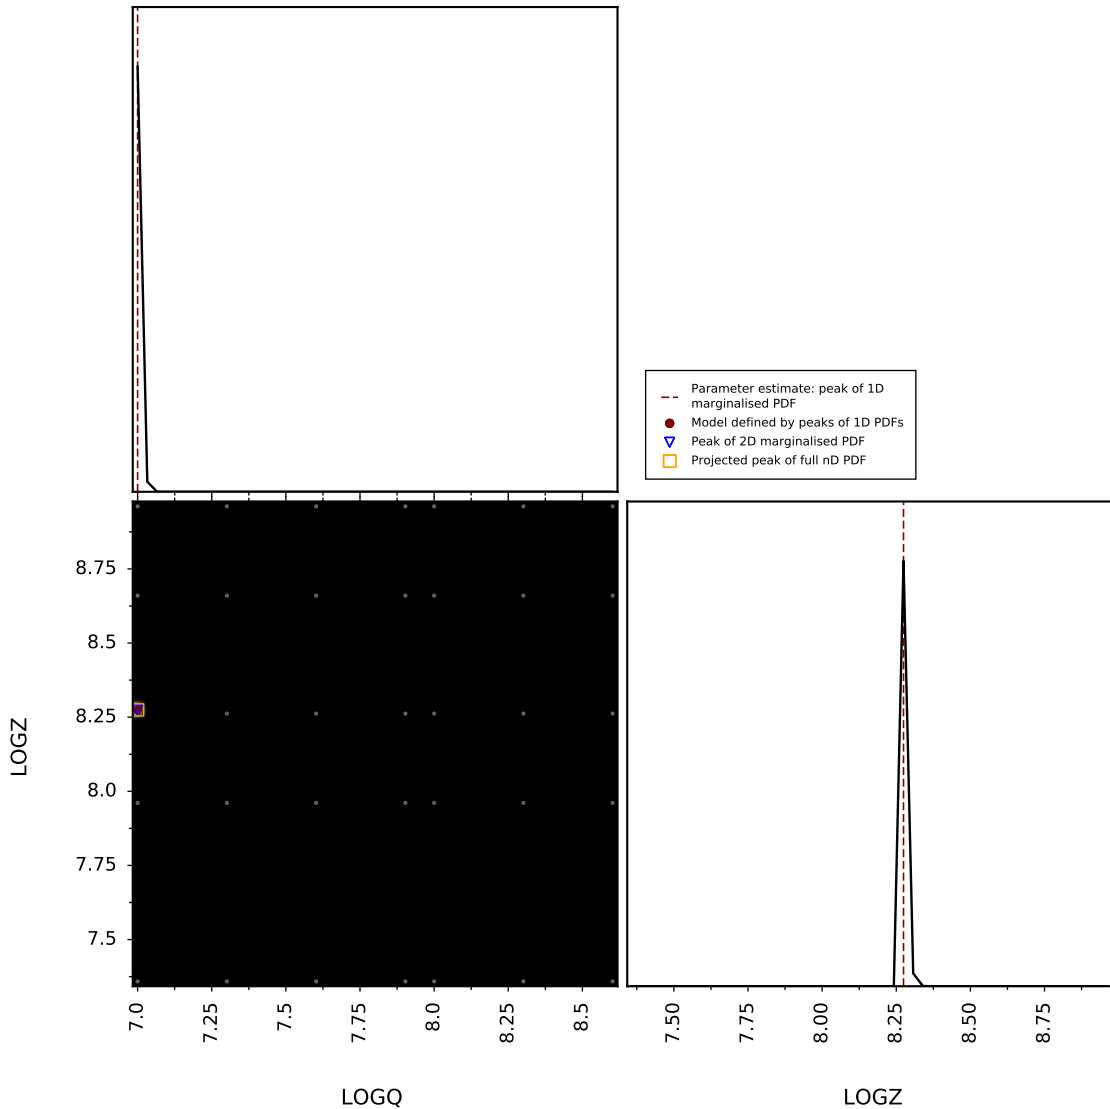 Parameter estimate: peak of 1D
marginalised PDF
Model defined by peaks of 1D PDFs
Peak of 2D marginalised PDF
Projected peak of full nD PDF
8.75
8.5
8.25
8.0
7.75
7.5
LOGZ
7.0
7.25
7.5
7.75
8.0
8.25
8.5
LOGQ
7.50
7.75
8.00
8.25
8.50
8.75
LOGZ